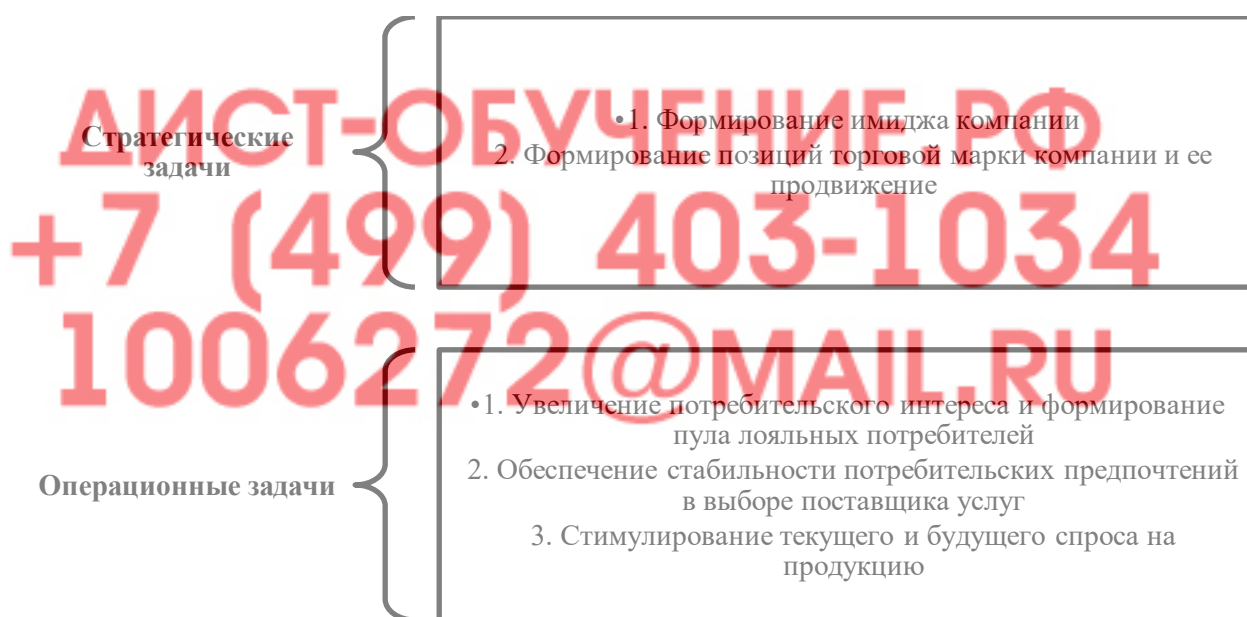 ДИСТ-ОБУЧЕНИЕ.РФ
+7 (499) 403-1034
1006272@MAIL.RU
Стратегические
задачи
•1. Формирование имиджа компании
2. Формирование позиций торговой марки компании и ее
продвижение
Операционные задачи
•1. Увеличение потребительского интереса и формирование
пула лояльных потребителей
2. Обеспечение стабильности потребительских предпочтений
в выборе поставщика услуг
3. Стимулирование текущего и будущего спроса на
продукцию